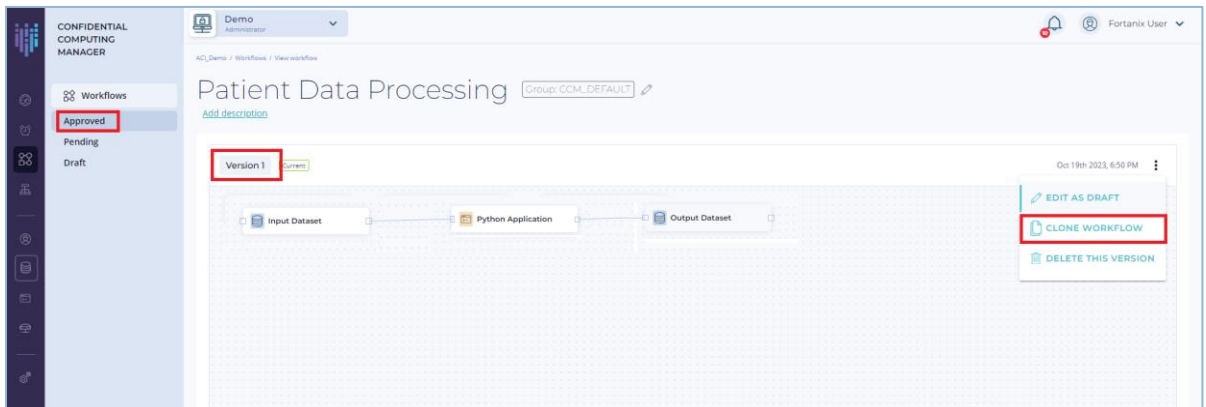 CONFIDENTIAL
COMPUTING
MANAGER
Workflows
Approved
Pending
Draft
Demo
Administrator
10
Fortanix User
ACI_Demo / Workflows / View workflow
Patient Data Processing
Group: CCM_DEFAULT
Add description
Version 1
Current
Oct 19th 2023, 6:50 PM
Input Dataset
Python Application
Output Dataset
EDIT AS DRAFT
CLONE WORKFLOW
DELETE THIS VERSION